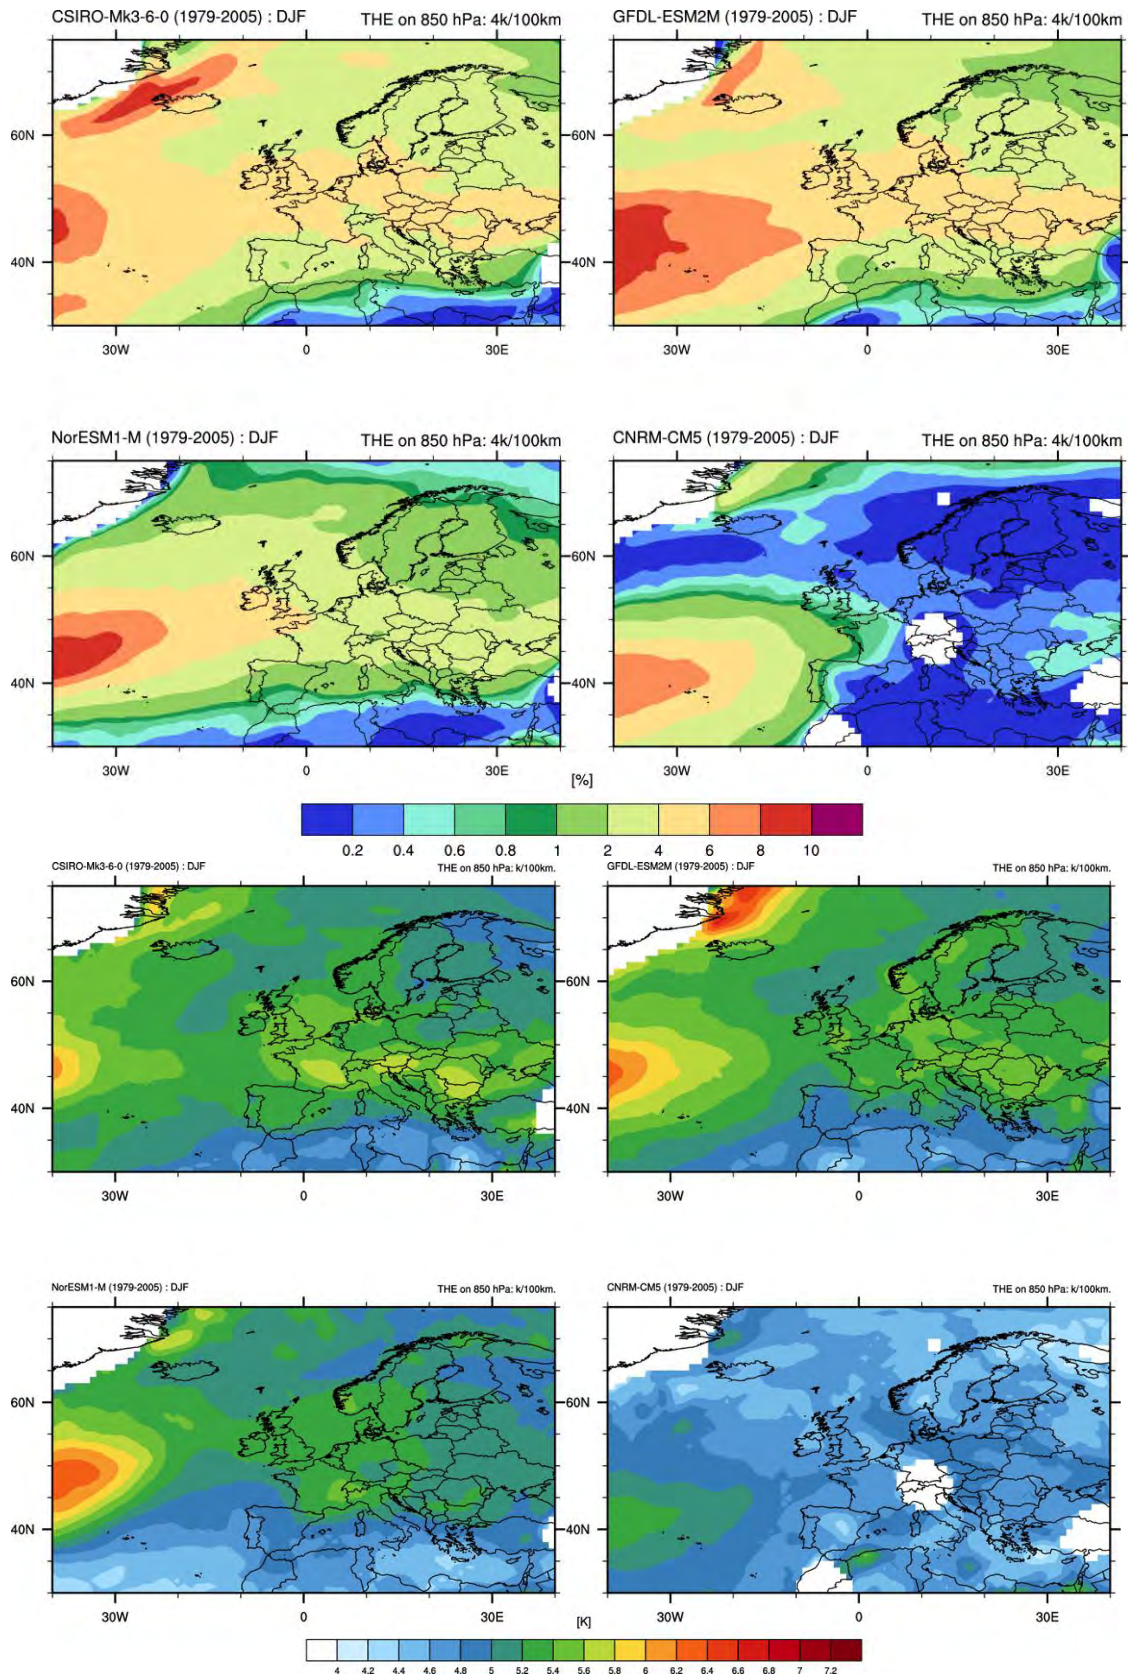 CSIRO-Mk3-6-0 (1979-2005) : DJF THE on 850 hPa: 4k/100km
GFDL-ESM2M (1979-2005) : DJF THE on 850 hPa: 4k/100km
60N
40N
30W 0 30E
60N
40N
30W 0 30E
NorESM1-M (1979-2005) : DJF THE on 850 hPa: 4k/100km
CNRM-CM5 (1979-2005) : DJF THE on 850 hPa: 4k/100km
60N
40N
30W 0 30E
60N
40N
30W 0 30E
[%]
0.2 0.4 0.6 0.8 1 2 4 6 8 10
CSIRO-Mk3-6-0 (1979-2005) : DJF THE on 850 hPa: k/100km.
GFDL-ESM2M (1979-2005) : DJF THE on 850 hPa: k/100km.
60N
40N
30W 0 30E
60N
40N
30W 0 30E
NorESM1-M (1979-2005) : DJF THE on 850 hPa: k/100km.
CNRM-CM5 (1979-2005) : DJF THE on 850 hPa: k/100km.
60N
40N
30W 0 30E
60N
40N
30W 0 30E
[K]
4 4.2 4.4 4.6 4.8 5 5.2 5.4 5.6 5.8 6 6.2 6.4 6.6 6.8 7 7.2